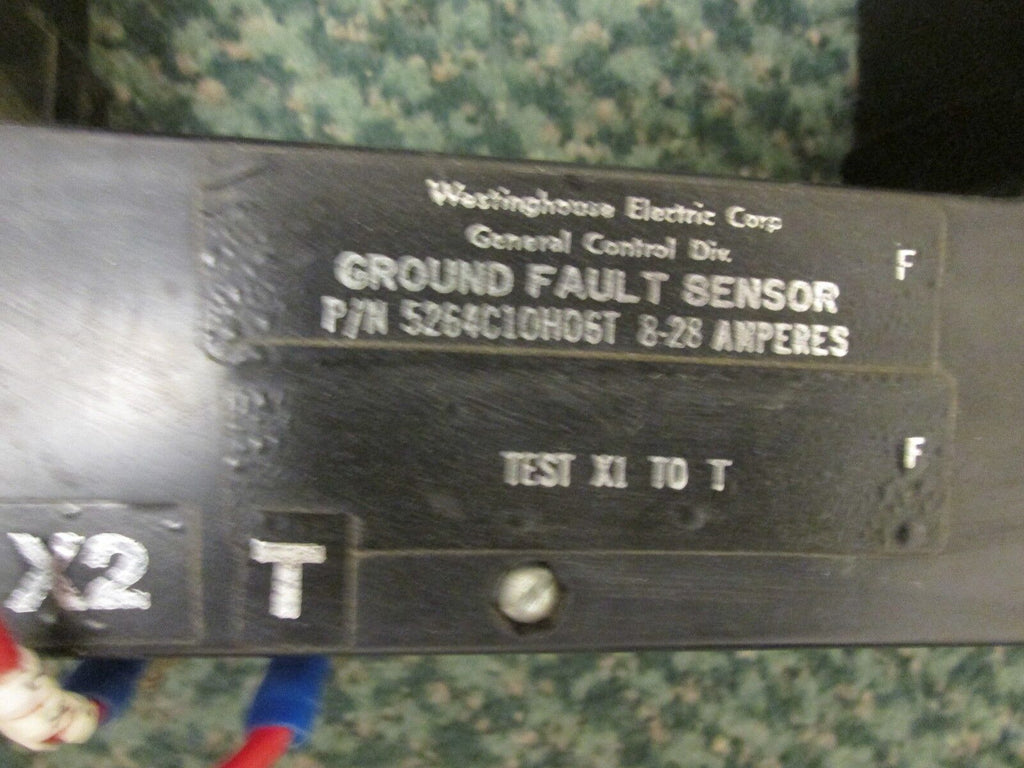 Westinghouse Electric Corp
General Control Div.
GROUND FAULT SENSOR
P/N 5264C10H06T 8-28 AMPERES
F
TEST X1 TO T
F
X2
T